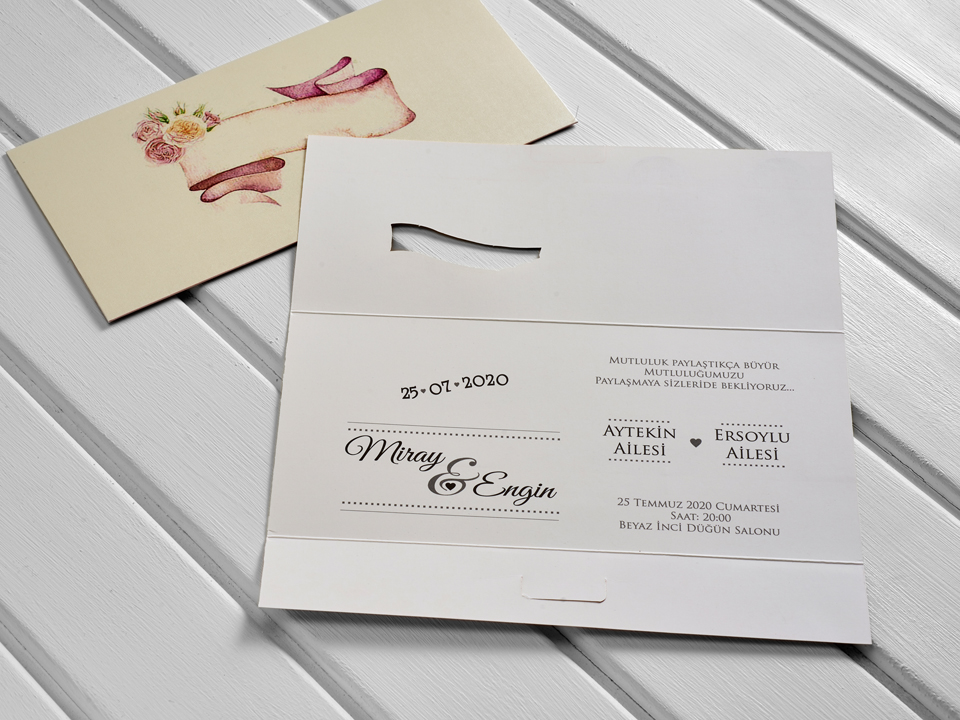 25 ♥ 07 ♥ 2020
Miray
& Engin
Mutluluk paylaştıkça büyür
Mutluluğumuzu
Paylaşmaya sizleride bekliyoruz...
Aytekin
Ailesi
Ersoylu
Ailesi
25 Temmuz 2020 Cumartesi
Saat: 20:00
Beyaz İnci Düğün Salonu